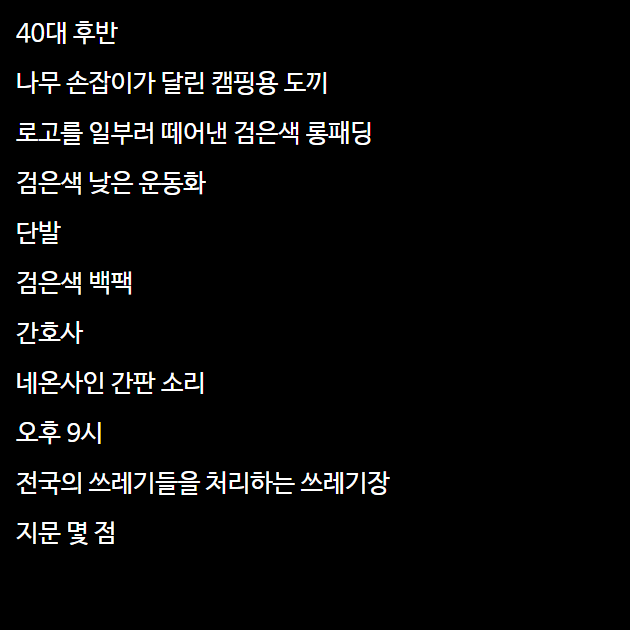 40대 후반
나무 손잡이가 달린 캠핑용 도끼
로고를 일부러 떼어낸 검은색 롱패딩
검은색 낮은 운동화
단발
검은색 백팩
간호사
네온사인 간판 소리
오후 9시
전국의 쓰레기들을 처리하는 쓰레기장
지문 몇 점